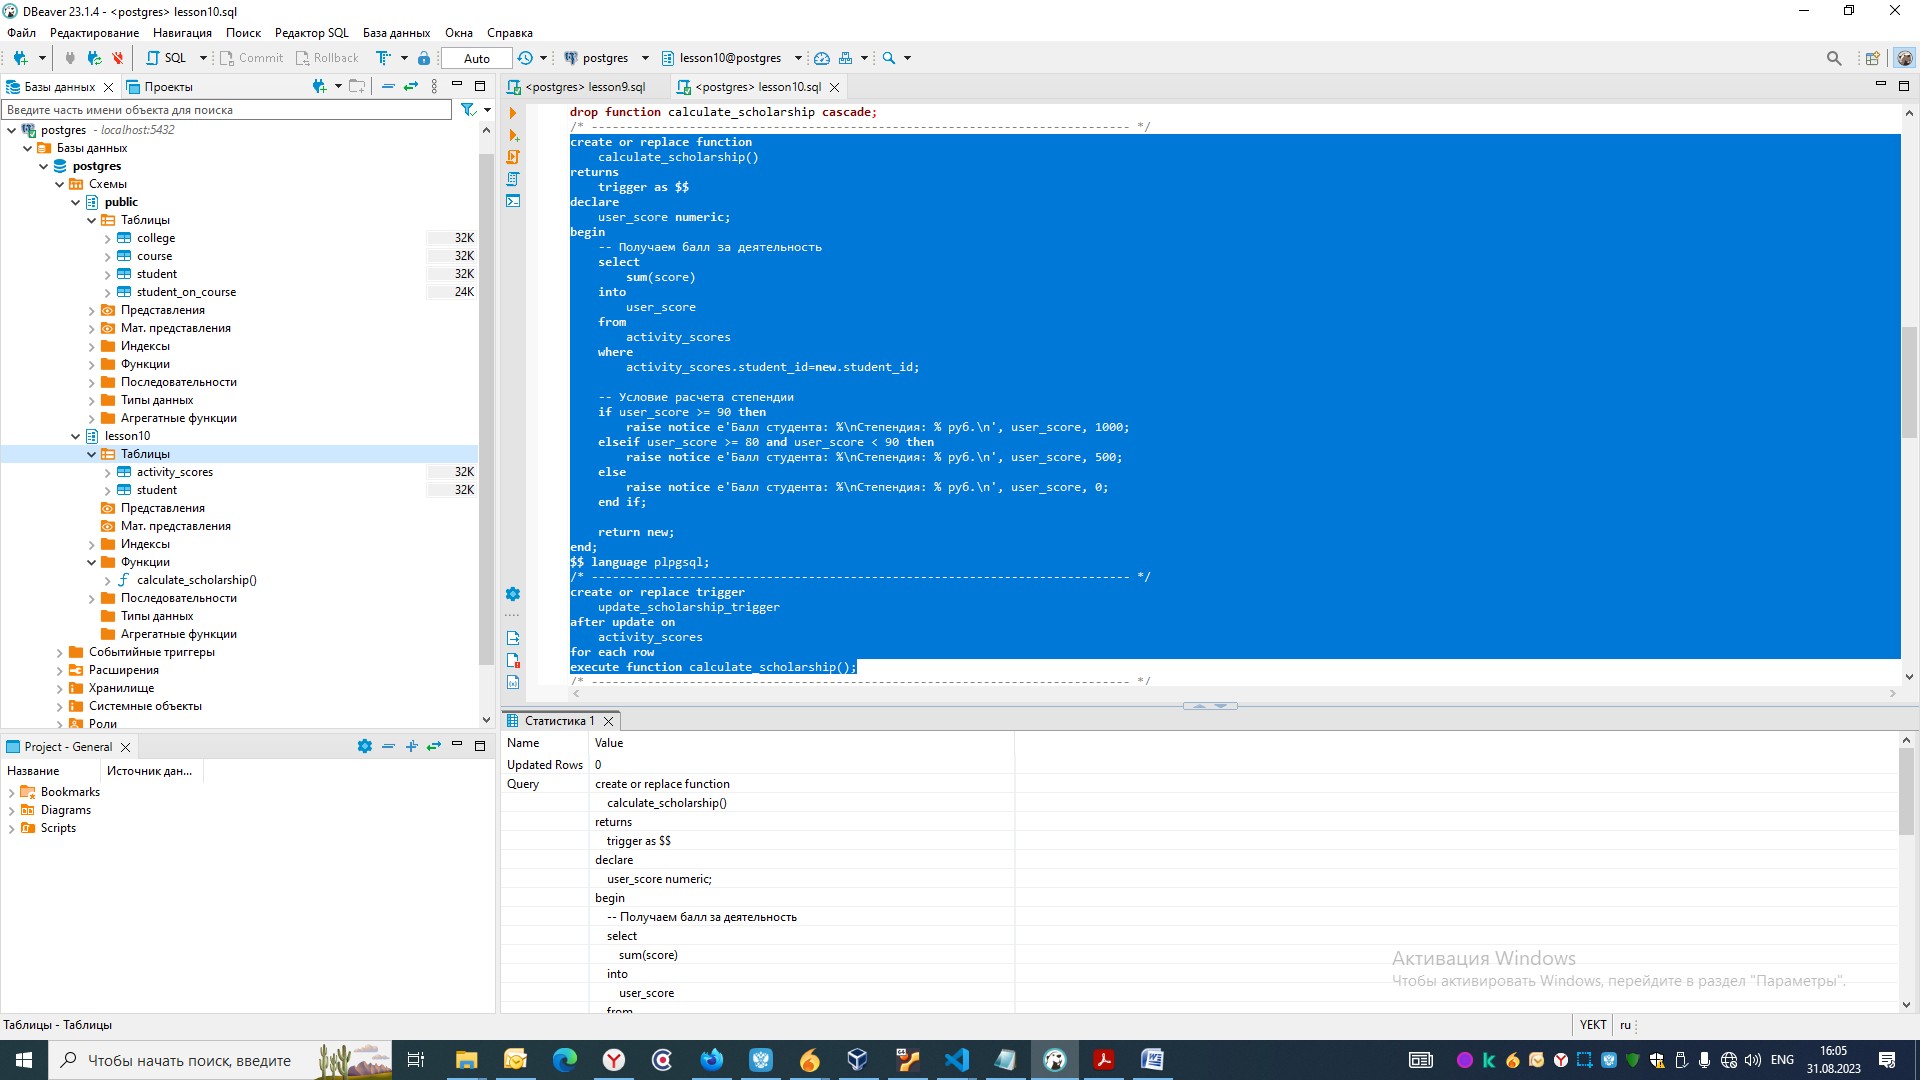 DBeaver 23.1.4 - <postgres> lesson10.sql
Файл Редактирование Навигация Поиск Редактор SQL База данных Окна Справка
SQL Commit Rollback Auto postgres lesson10@postgres
Базы данных Проекты
Введите часть имени объекта для поиска
postgres - localhost:5432
Базы данных
postgres
Схемы
public
Таблицы
college 32K
course 32K
student 32K
student_on_course 24K
Представления
Мат. представления
Индексы
Функции
Последовательности
Типы данных
Агрегатные функции
lesson10
Таблицы
activity_scores 32K
student 32K
Представления
Мат. представления
Индексы
Функции
calculate_scholarship()
Последовательности
Типы данных
Агрегатные функции
Событийные триггеры
Расширения
Хранилище
Системные объекты
Роли
Project - General
Название Источник дан...
Bookmarks
Diagrams
Scripts
<postgres> lesson9.sql <postgres> lesson10.sql
drop function calculate_scholarship cascade;
/* ----------------------------------------------------------------------------- */
create or replace function
calculate_scholarship()
returns
trigger as $$
declare
user_score numeric;
begin
-- Получаем балл за деятельность
select
sum(score)
into
user_score
from
activity_scores
where
activity_scores.student_id=new.student_id;
-- Условие расчета степендии
if user_score >= 90 then
raise notice e'Балл студента: %\nСтепендия: % руб.\n', user_score, 1000;
elseif user_score >= 80 and user_score < 90 then
raise notice e'Балл студента: %\nСтепендия: % руб.\n', user_score, 500;
else
raise notice e'Балл студента: %\nСтепендия: % руб.\n', user_score, 0;
end if;
return new;
end;
$$ language plpgsql;
/* ----------------------------------------------------------------------------- */
create or replace trigger
update_scholarship_trigger
after update on
activity_scores
for each row
execute function calculate_scholarship();
/* ----------------------------------------------------------------------------- */
Статистика 1
Name Value
Updated Rows 0
Query create or replace function
calculate_scholarship()
returns
trigger as $$
declare
user_score numeric;
begin
-- Получаем балл за деятельность
select
sum(score)
into
user_score
from
Активация Windows
Чтобы активировать Windows, перейдите в раздел "Параметры".
Таблицы - Таблицы YEKT ru
Чтобы начать поиск, введите ENG 16:05
31.08.2023